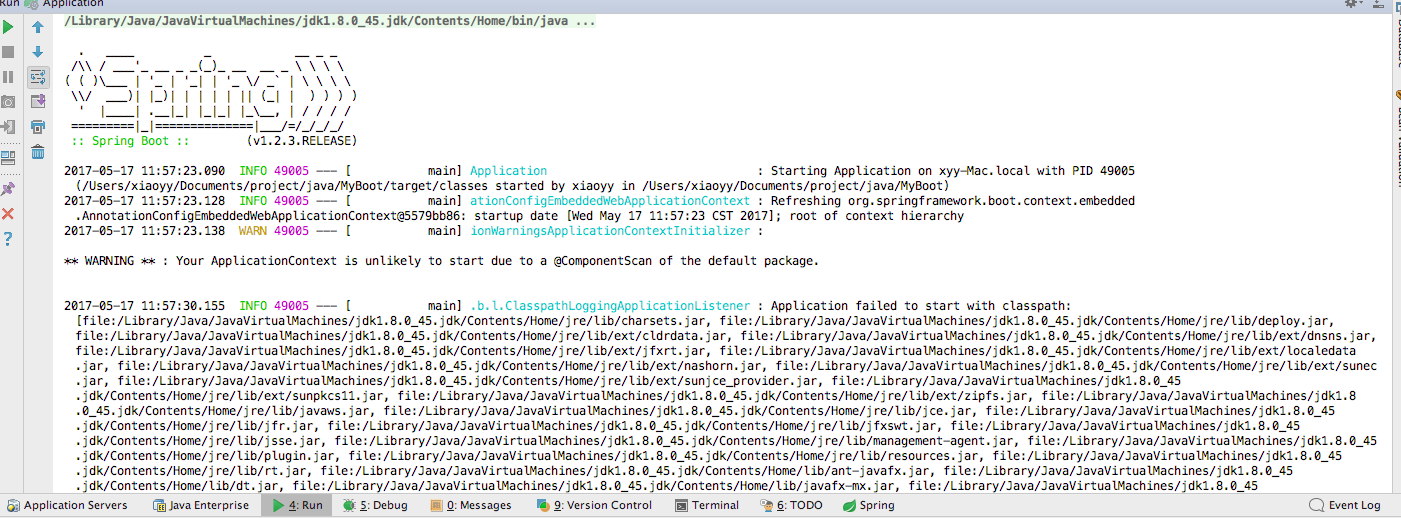 Run Application
/Library/Java/JavaVirtualMachines/jdk1.8.0_45.jdk/Contents/Home/bin/java ...
  .   ____          _            __ _ _
 /\\ / ___'_ __ _ _(_)_ __  __ _ \ \ \ \
( ( )\___ | '_ | '_| | '_ \/ _` | \ \ \ \
 \\/  ___)| |_)| | | | | || (_| |  ) ) ) )
  '  |____| .__|_| |_|_| |_\__, | / / / /
 =========|_|==============|___/=/_/_/_/
 :: Spring Boot ::        (v1.2.3.RELEASE)
2017-05-17 11:57:23.090  INFO 49005 --- [           main] Application                              : Starting Application on xyy-Mac.local with PID 49005
(/Users/xiaoyy/Documents/project/java/MyBoot/target/classes started by xiaoyy in /Users/xiaoyy/Documents/project/java/MyBoot)
2017-05-17 11:57:23.128  INFO 49005 --- [           main] ationConfigEmbeddedWebApplicationContext : Refreshing org.springframework.boot.context.embedded
.AnnotationConfigEmbeddedWebApplicationContext@5579bb86: startup date [Wed May 17 11:57:23 CST 2017]; root of context hierarchy
2017-05-17 11:57:23.138  WARN 49005 --- [           main] ionWarningsApplicationContextInitializer :
** WARNING ** : Your ApplicationContext is unlikely to start due to a @ComponentScan of the default package.
2017-05-17 11:57:30.155  INFO 49005 --- [           main] .b.l.ClasspathLoggingApplicationListener : Application failed to start with classpath:
[file:/Library/Java/JavaVirtualMachines/jdk1.8.0_45.jdk/Contents/Home/jre/lib/charsets.jar, file:/Library/Java/JavaVirtualMachines/jdk1.8.0_45.jdk/Contents/Home/jre/lib/deploy.jar,
file:/Library/Java/JavaVirtualMachines/jdk1.8.0_45.jdk/Contents/Home/jre/lib/ext/cldrdata.jar, file:/Library/Java/JavaVirtualMachines/jdk1.8.0_45.jdk/Contents/Home/jre/lib/ext/dnsns.jar,
file:/Library/Java/JavaVirtualMachines/jdk1.8.0_45.jdk/Contents/Home/jre/lib/ext/jfxrt.jar, file:/Library/Java/JavaVirtualMachines/jdk1.8.0_45.jdk/Contents/Home/jre/lib/ext/localedata
.jar, file:/Library/Java/JavaVirtualMachines/jdk1.8.0_45.jdk/Contents/Home/jre/lib/ext/nashorn.jar, file:/Library/Java/JavaVirtualMachines/jdk1.8.0_45.jdk/Contents/Home/jre/lib/ext/sunec
.jar, file:/Library/Java/JavaVirtualMachines/jdk1.8.0_45.jdk/Contents/Home/jre/lib/ext/sunjce_provider.jar, file:/Library/Java/JavaVirtualMachines/jdk1.8.0_45
.jdk/Contents/Home/jre/lib/ext/sunpkcs11.jar, file:/Library/Java/JavaVirtualMachines/jdk1.8.0_45.jdk/Contents/Home/jre/lib/ext/zipfs.jar, file:/Library/Java/JavaVirtualMachines/jdk1.8
.0_45.jdk/Contents/Home/jre/lib/javaws.jar, file:/Library/Java/JavaVirtualMachines/jdk1.8.0_45.jdk/Contents/Home/jre/lib/jce.jar, file:/Library/Java/JavaVirtualMachines/jdk1.8.0_45
.jdk/Contents/Home/jre/lib/jfr.jar, file:/Library/Java/JavaVirtualMachines/jdk1.8.0_45.jdk/Contents/Home/jre/lib/jfxswt.jar, file:/Library/Java/JavaVirtualMachines/jdk1.8.0_45
.jdk/Contents/Home/jre/lib/jsse.jar, file:/Library/Java/JavaVirtualMachines/jdk1.8.0_45.jdk/Contents/Home/jre/lib/management-agent.jar, file:/Library/Java/JavaVirtualMachines/jdk1.8.0_45
.jdk/Contents/Home/jre/lib/plugin.jar, file:/Library/Java/JavaVirtualMachines/jdk1.8.0_45.jdk/Contents/Home/jre/lib/resources.jar, file:/Library/Java/JavaVirtualMachines/jdk1.8.0_45
.jdk/Contents/Home/jre/lib/rt.jar, file:/Library/Java/JavaVirtualMachines/jdk1.8.0_45.jdk/Contents/Home/lib/ant-javafx.jar, file:/Library/Java/JavaVirtualMachines/jdk1.8.0_45
.jdk/Contents/Home/lib/dt.jar, file:/Library/Java/JavaVirtualMachines/jdk1.8.0_45.jdk/Contents/Home/lib/javafx-mx.jar, file:/Library/Java/JavaVirtualMachines/jdk1.8.0_45
Application Servers Java Enterprise 4: Run 5: Debug 0: Messages 9: Version Control Terminal 6: TODO Spring Event Log